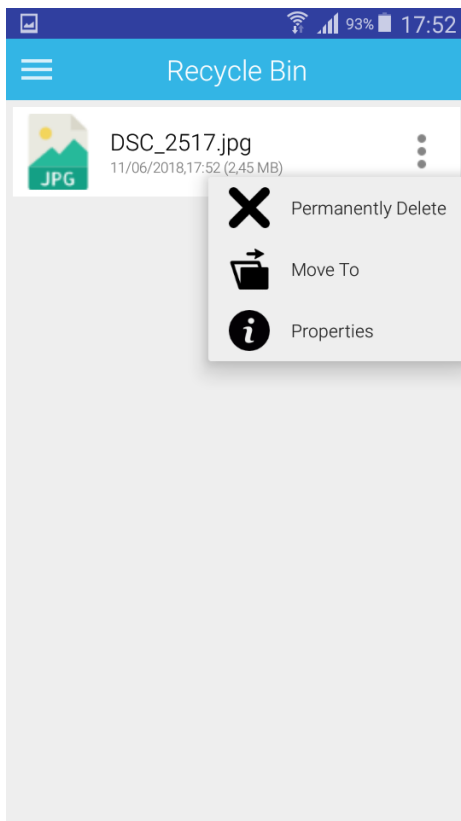 93% 17:52
Recycle Bin
DSC_2517.jpg
11/06/2018,17:52 (2,45 MB)
JPG
Permanently Delete
Move To
Properties